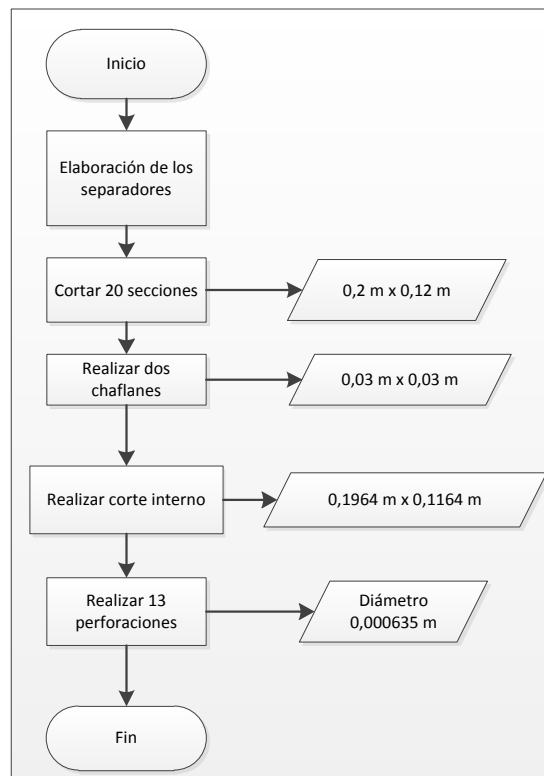 Inicio
Elaboración de los
separadores
Cortar 20 secciones
0,2 m x 0,12 m
Realizar dos
chaflanes
0,03 m x 0,03 m
Realizar corte interno
0,1964 m x 0,1164 m
Realizar 13
perforaciones
Diámetro
0,000635 m
Fin